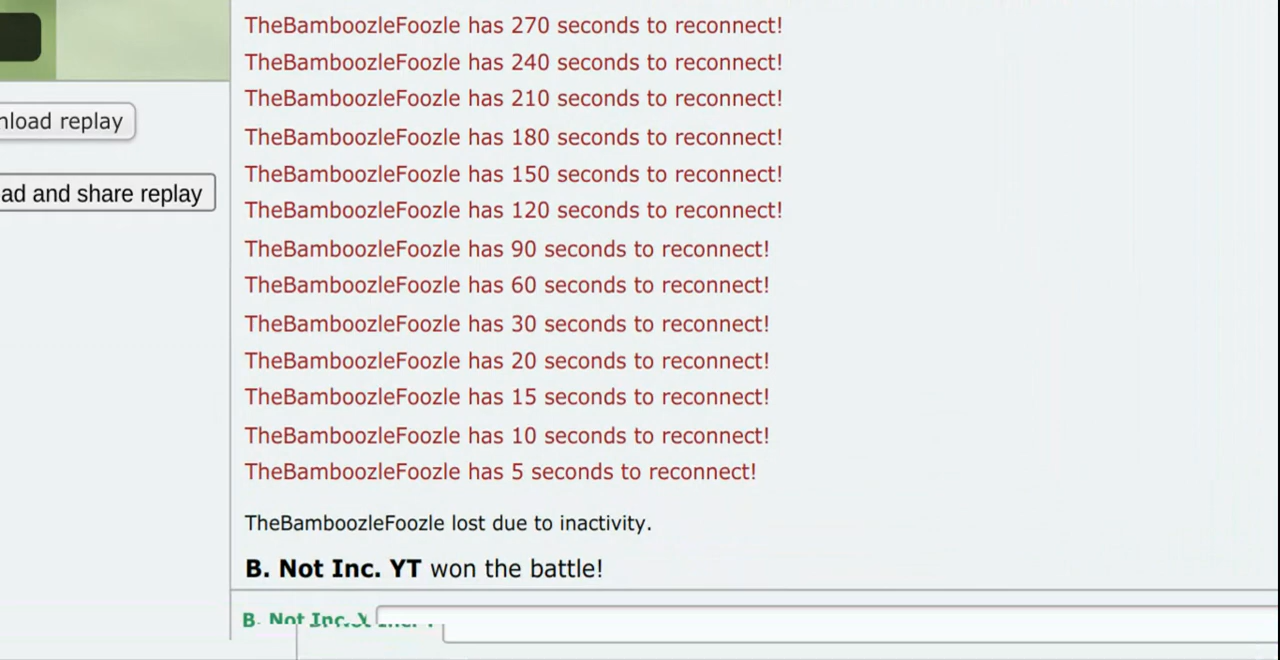 TheBamboozleFoozle has 270 seconds to reconnect!
TheBamboozleFoozle has 240 seconds to reconnect!
TheBamboozleFoozle has 210 seconds to reconnect!
nload replay
TheBamboozleFoozle has 180 seconds to reconnect!
TheBamboozleFoozle has 150 seconds to reconnect!
ad and share replay
TheBamboozleFoozle has 120 seconds to reconnect!
TheBamboozleFoozle has 90 seconds to reconnect!
TheBamboozleFoozle has 60 seconds to reconnect!
TheBamboozleFoozle has 30 seconds to reconnect!
TheBamboozleFoozle has 20 seconds to reconnect!
TheBamboozleFoozle has 15 seconds to reconnect!
TheBamboozleFoozle has 10 seconds to reconnect!
TheBamboozleFoozle has 5 seconds to reconnect!
TheBamboozleFoozle lost due to inactivity.
B. Not Inc. YT won the battle!
B. Not Inc.